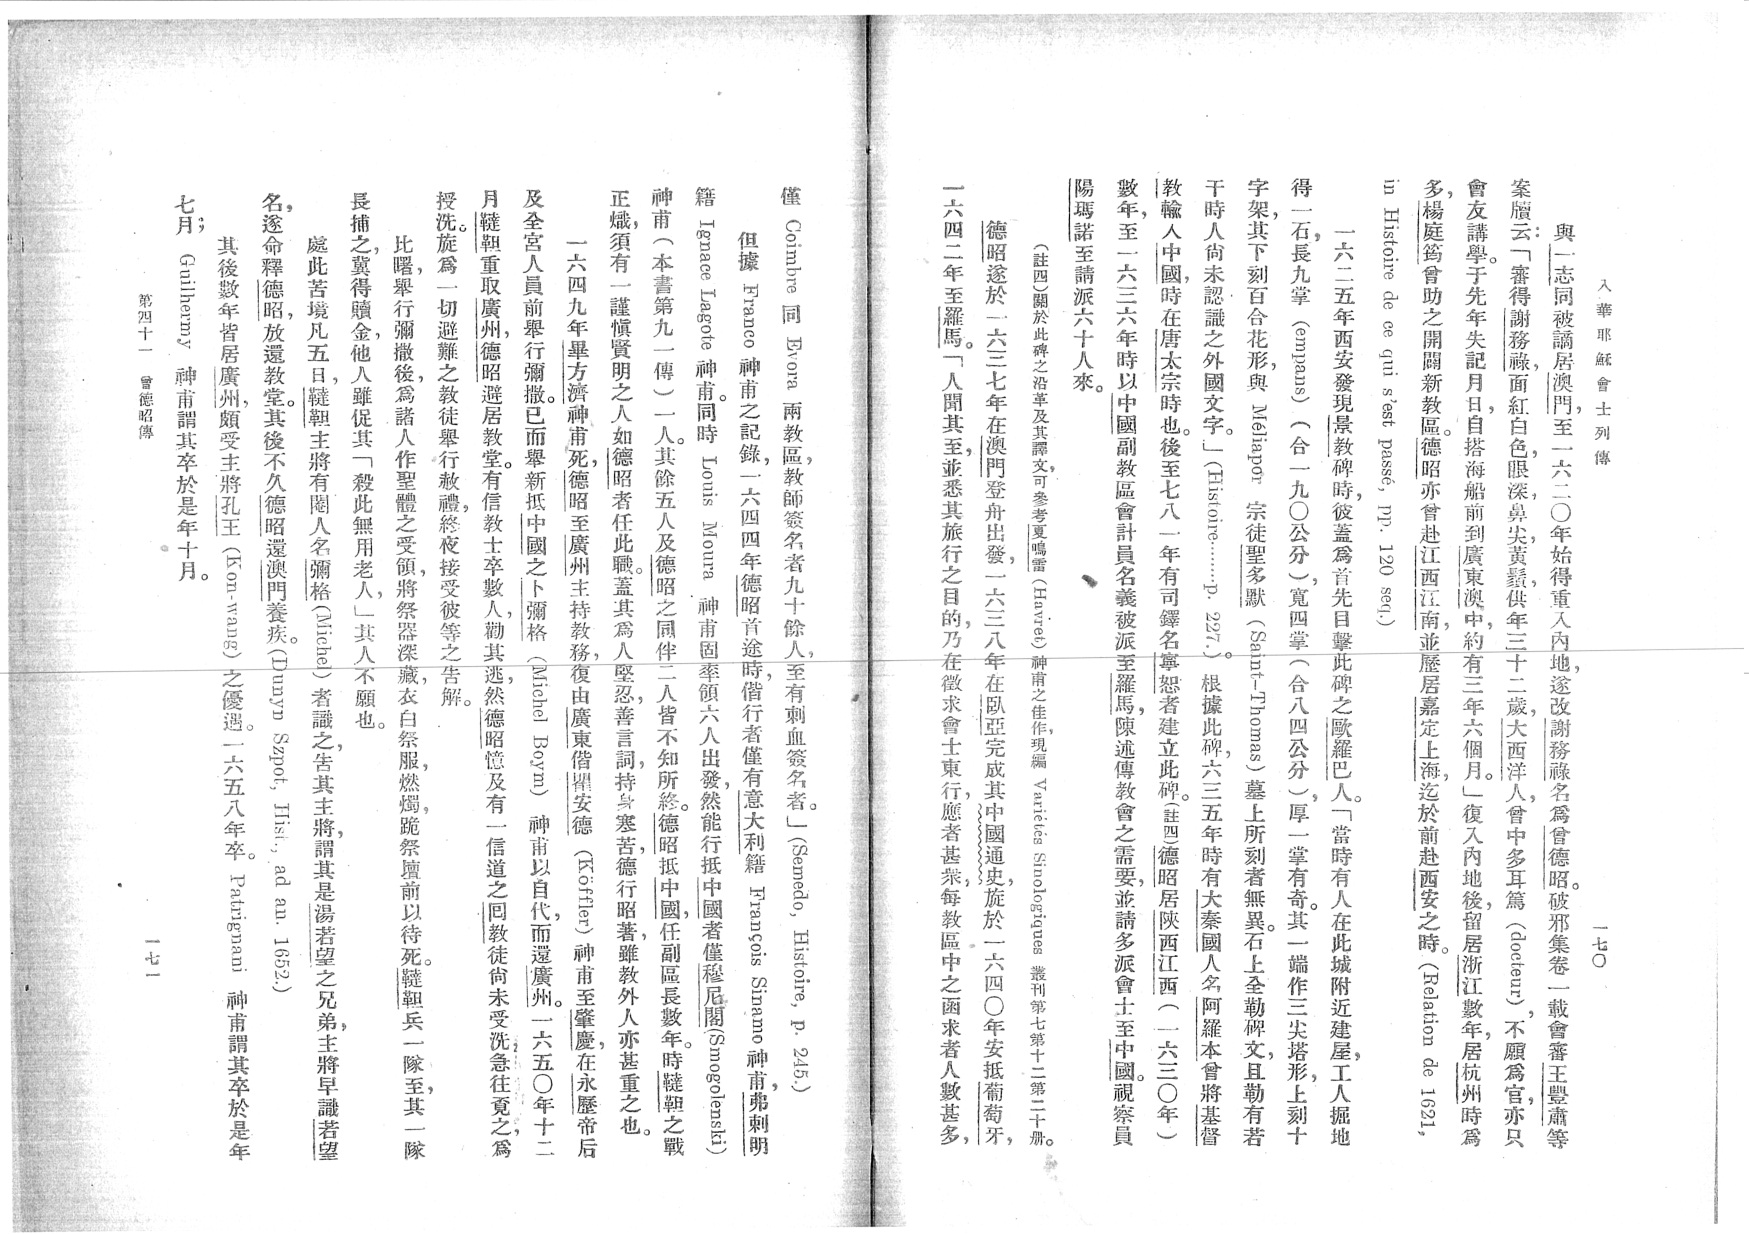 入華耶穌會士列傳
一七〇
與一志同被謫居澳門，至一六二〇年始得重入內地，遂改謝務祿名爲曾德昭。破邪集卷一載會審王豐肅等
案牘云：「審得謝務祿，面紅白色，眼深，鼻尖，黃鬚，供年三十二歲，大西洋人，曾中多耳篤（docteur），不願爲官，亦只
會友講學。于先年失記月日，自搭海船前到廣東澳中，約有三年六個月。」復入內地後，留居浙江數年，居杭州時爲
多，楊庭筠曾助之開闢新教區。德昭亦曾赴江西江南，並歷居嘉定上海，迄於前赴西安之時。（Relation de 1621,
in Histoire de ce qui s'est passé, pp. 120 seq.）
一六二五年西安發現景教碑時，彼蓋爲首先目擊此碑之歐羅巴人。「當時有人在此城附近建屋，工人掘地
得一石，長九掌（empans）（合一九〇公分），寬四掌（合八四公分），厚一掌有奇。其一端作三尖塔形，上刻十
字架，其下刻百合花形，與 Méliapor 宗徒聖多默（Saint-Thomas）墓上所刻者無異。石上全勒碑文，且勒有若
干時人尚未認識之外國文字。」（Histoire……p. 227.）。根據此碑，六三五年時有大秦國人名阿羅本曾將基督
教輸入中國，時在唐太宗時也。後至七八一年有司鐸名寧恕者建立此碑。（註四）德昭居陝西江西（一六三〇年）
數年，至一六三六年時以中國副教區會計員名義被派至羅馬，陳述傳教會之需要，並請多派會士至中國。視察員
陽瑪諾至請派六十人來。
（註四）關於此碑之沿革及其譯文，可參考夏鳴雷（Havret）神甫之佳作，現編 Variétés Sinologiques 叢刊第七第十二第二十册。
德昭遂於一六三七年在澳門登舟出發，一六三八年在臥亞完成其中國通史，旋於一六四〇年安抵葡萄牙，
一六四二年至羅馬。「人聞其至，並悉其旅行之目的，乃在徵求會士東行，應者甚衆，每教區中之函求者人數甚多，
僅 Coimbre 同 Evora 兩教區，教師簽名者九十餘人，至有刺血簽名者。」（Semedo, Histoire, p. 245.）
但據 Franco 神甫之記錄，一六四四年德昭首途時，偕行者僅有意大利籍 François Sinamo 神甫，弗剌明
籍 Ignace Lagote 神甫。同時 Louis Moura 神甫固率領六人出發，然能行抵中國者僅穆尼閣（Smogolenski）
神甫（本書第九一傳）一人。其餘五人及德昭之同伴二人皆不知所終。德昭抵中國，任副區長數年。時韃靼之戰
正熾，須有一謹慎賢明之人如德昭者任此職。蓋其爲人堅忍，善言詞，持身寒苦，德行昭著，雖教外人亦甚重之也。
一六四九年畢方濟神甫死，德昭至廣州主持教務，復由廣東偕瞿安德（Köffler）神甫至肇慶，在永歷帝后
及全宮人員前舉行彌撒。已而舉新抵中國之卜彌格（Michel Boym）神甫以自代，而還廣州。一六五〇年十二
月韃靼重取廣州，德昭避居教堂。有信教士卒數人，勸其逃，然德昭憶及有一信道之囘教徒尚未受洗，急往覓之，爲
授洗。旋爲一切避難之教徒舉行赦禮，終夜接受彼等之告解。
比曙，舉行彌撒後，爲諸人作聖體之受領，將祭器深藏，衣白祭服，燃燭，跪祭壇前以待死。韃靼兵一隊至，其一隊
長捕之，冀得贖金，他人雖促其「殺此無用老人，」其人不願也。
處此苦境凡五日，韃靼主將有閹人名彌格（Michel）者識之，告其主將，謂其是湯若望之兄弟，主將早識若望
名，遂命釋德昭，放還教堂。其後不久德昭還澳門養疾。（Dunyn Szpot, Hist., ad an. 1652.）
其後數年皆居廣州，頗受主將孔王（Kon-wang）之優遇。一六五八年卒。Patrignani 神甫謂其卒於是年
七月； Guilhermy 神甫謂其卒於是年十月。
第四十一　曾德昭傳
一七一